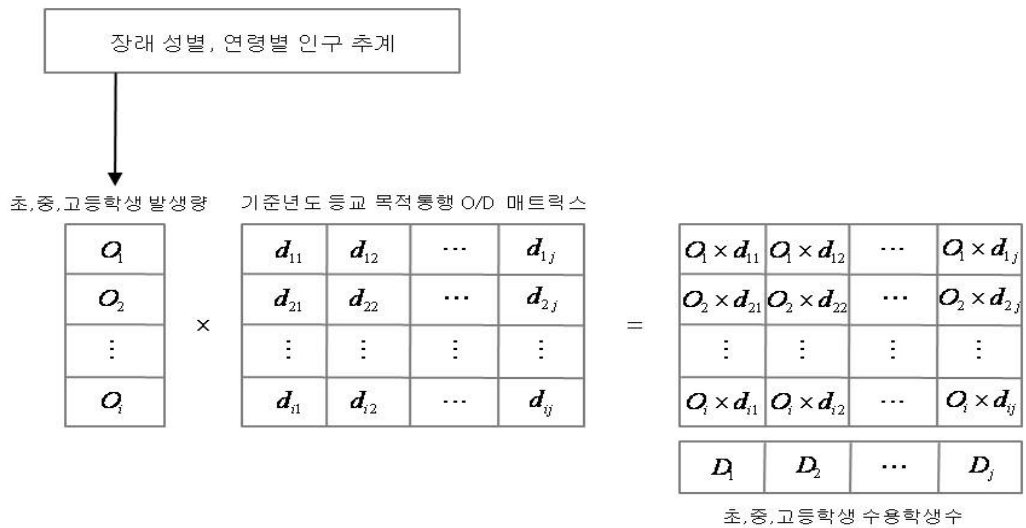 장래 성별, 연령별 인구 추계
초,중,고등학생 발생량
기준년도 등교 목적통행 O/D 매트릭스
O₁
d₁₁ d₁₂ ⋯ d₁ⱼ
O₁ × d₁₁ O₁ × d₁₂ ⋯ O₁ × d₁ⱼ
O₂
×
d₂₁ d₂₂ ⋯ d₂ⱼ
=
O₂ × d₂₁ O₂ × d₂₂ ⋯ O₂ × d₂ⱼ
⋮
⋮ ⋮ ⋮ ⋮
⋮ ⋮ ⋮ ⋮
Oᵢ
dᵢ₁ dᵢ₂ ⋯ dᵢⱼ
Oᵢ × dᵢ₁ Oᵢ × dᵢ₂ ⋯ Oᵢ × dᵢⱼ
D₁ D₂ ⋯ Dⱼ
초,중,고등학생 수용학생수